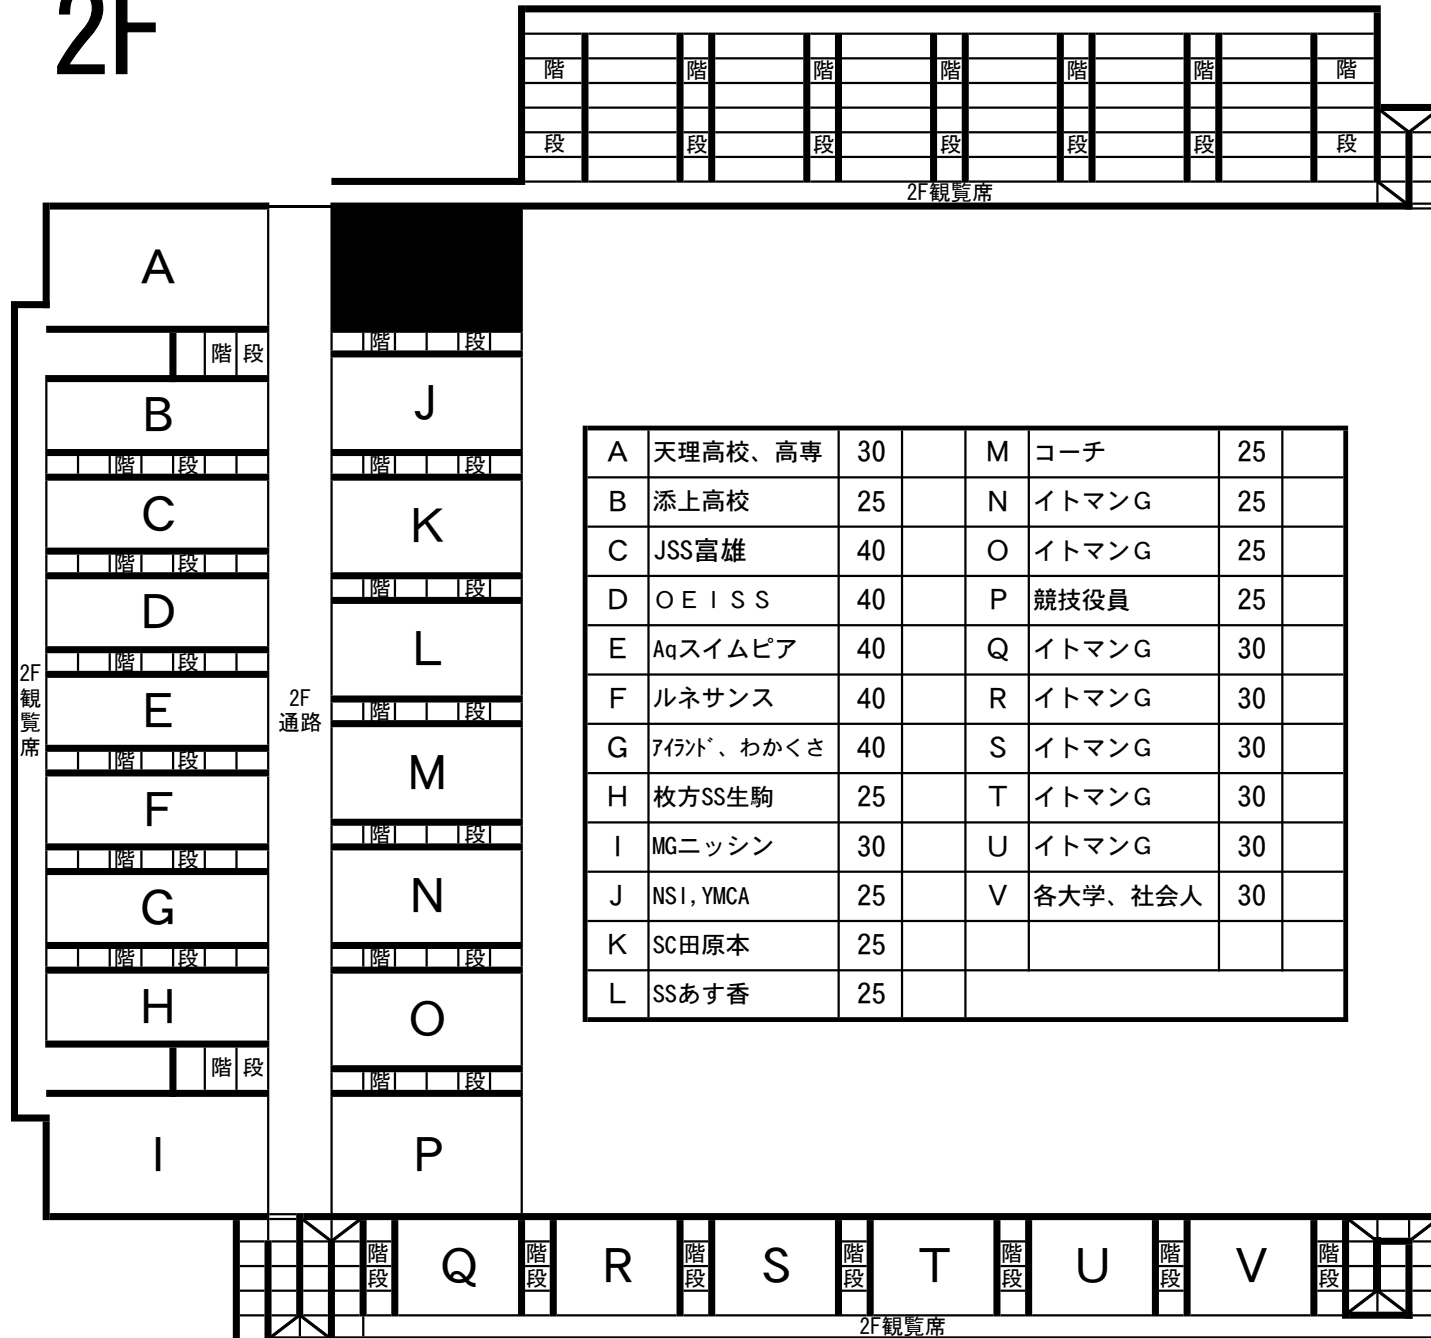 2F
階 階 階 階 階 階 階
段 段 段 段 段 段 段
2F観覧席
A
階 段
階 段
B
J
階 段
階 段
C
K
階 段
階 段
D
L
階 段
階 段
E
M
階 段
階 段
F
N
階 段
階 段
G
O
階 段
階 段
H
P
階 段
I
2F
観
覧
席
2F
通路
A 天理高校、高専 30 M コーチ 25
B 添上高校 25 N イトマンG 25
C JSS富雄 40 O イトマンG 25
D OEISS 40 P 競技役員 25
E Aqスイムピア 40 Q イトマンG 30
F ルネサンス 40 R イトマンG 30
G ｱｲﾗﾝﾄﾞ、わかくさ 40 S イトマンG 30
H 枚方SS生駒 25 T イトマンG 30
I MGニッシン 30 U イトマンG 30
J NSI,YMCA 25 V 各大学、社会人 30
K SC田原本 25
L SSあす香 25
階 Q 階 R 階 S 階 T 階 U 階 V 階
段 段 段 段 段 段 段
2F観覧席